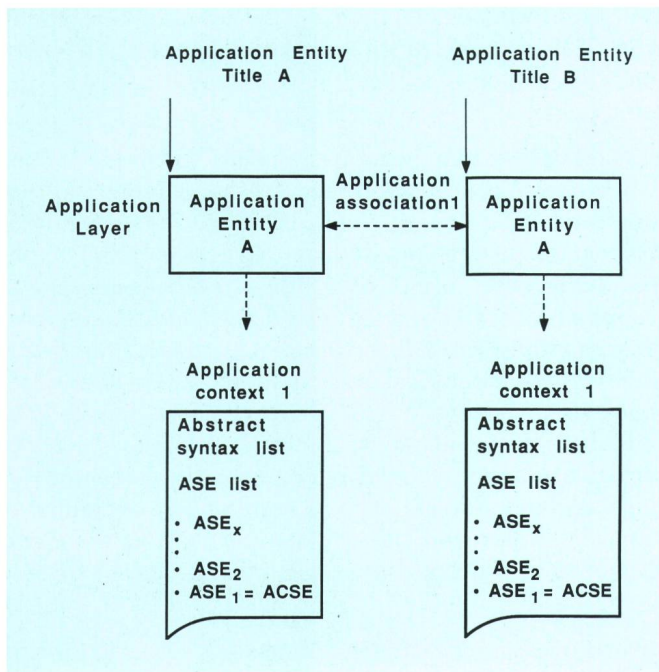 Application Entity
Title A
Application Entity
Title B
Application
Layer
Application
Entity
A
Application
association1
Application
Entity
A
Application
context 1
Abstract
syntax list
ASE list
• ASEx
• ASE2
• ASE1 = ACSE
Application
context 1
Abstract
syntax list
ASE list
• ASEx
• ASE2
• ASE1 = ACSE